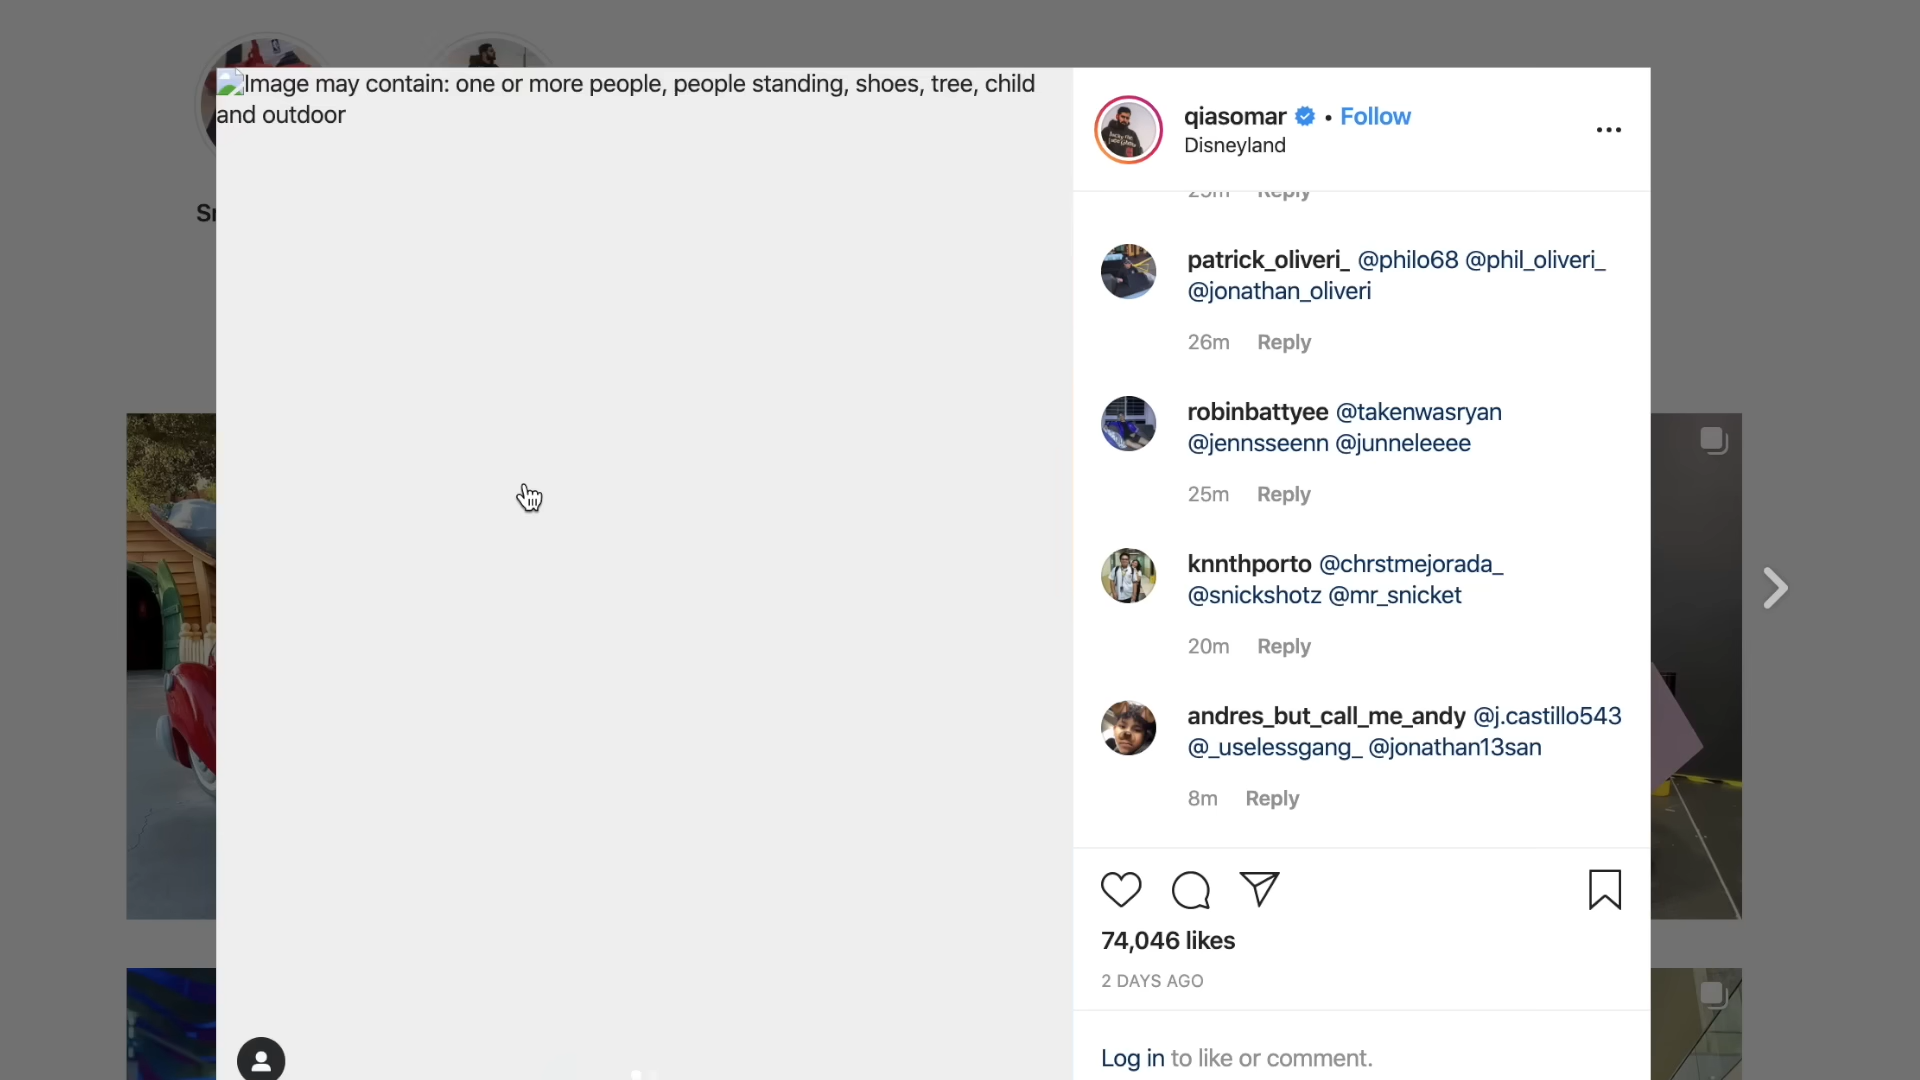 Image may contain: one or more people, people standing, shoes, tree, child
and outdoor
qiasomar • Follow
Disneyland
Reply
patrick_oliveri_ @philo68 @phil_oliveri_
@jonathan_oliveri
26m Reply
robinbattyee @takenwasryan
@jennsseenn @junneleeee
25m Reply
knnthporto @chrstmejorada_
@snickshotz @mr_snicket
20m Reply
andres_but_call_me_andy @j.castillo543
@_uselessgang_ @jonathan13san
8m Reply
74,046 likes
2 DAYS AGO
Log in to like or comment.